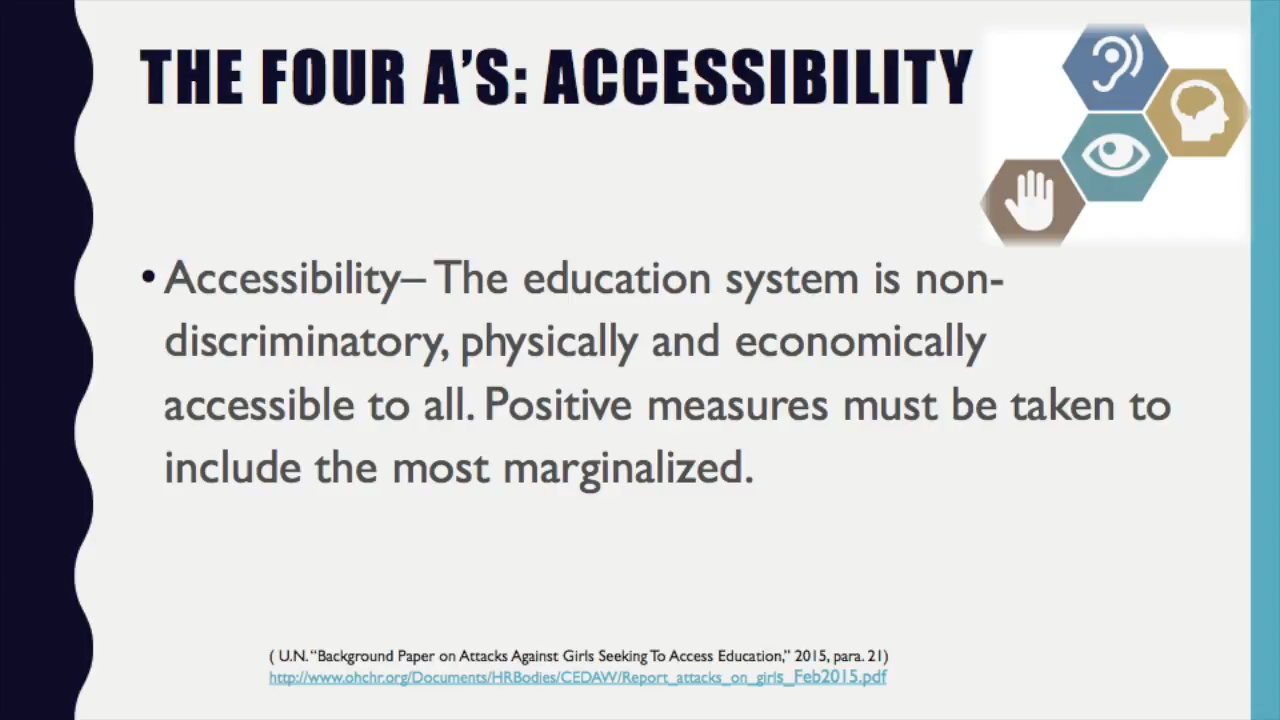 THE FOUR A’S: ACCESSIBILITY
• Accessibility– The education system is non-
discriminatory, physically and economically
accessible to all. Positive measures must be taken to
include the most marginalized.
( U.N. “Background Paper on Attacks Against Girls Seeking To Access Education,” 2015, para. 21)
http://www.ohchr.org/Documents/HRBodies/CEDAW/Report_attacks_on_girls_Feb2015.pdf